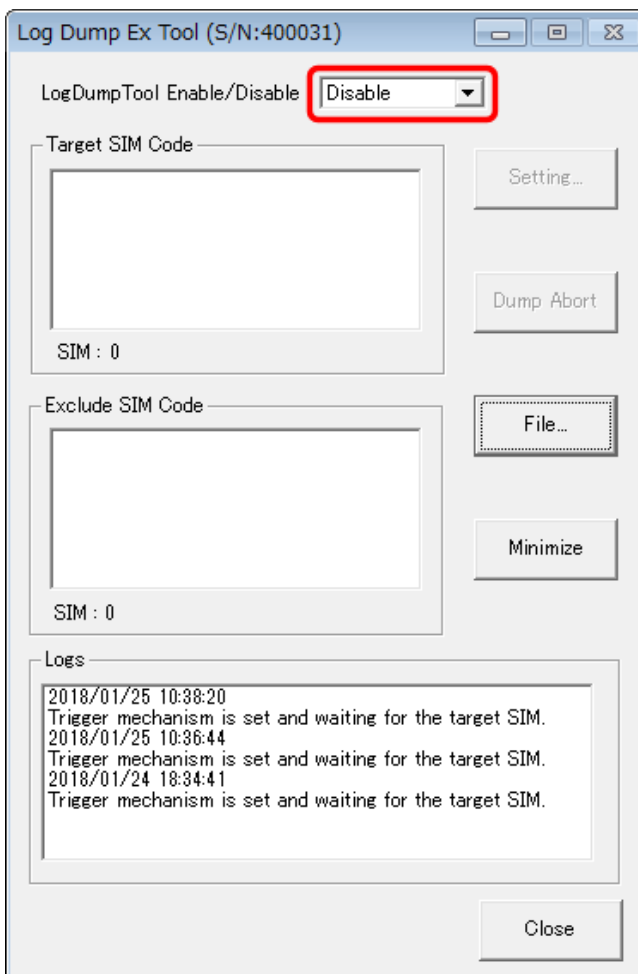 Log Dump Ex Tool (S/N:400031)
LogDumpTool Enable/Disable Disable
Target SIM Code
Setting...
Dump Abort
SIM : 0
Exclude SIM Code
File...
Minimize
SIM : 0
Logs
2018/01/25 10:38:20
Trigger mechanism is set and waiting for the target SIM.
2018/01/25 10:36:44
Trigger mechanism is set and waiting for the target SIM.
2018/01/24 18:34:41
Trigger mechanism is set and waiting for the target SIM.
Close